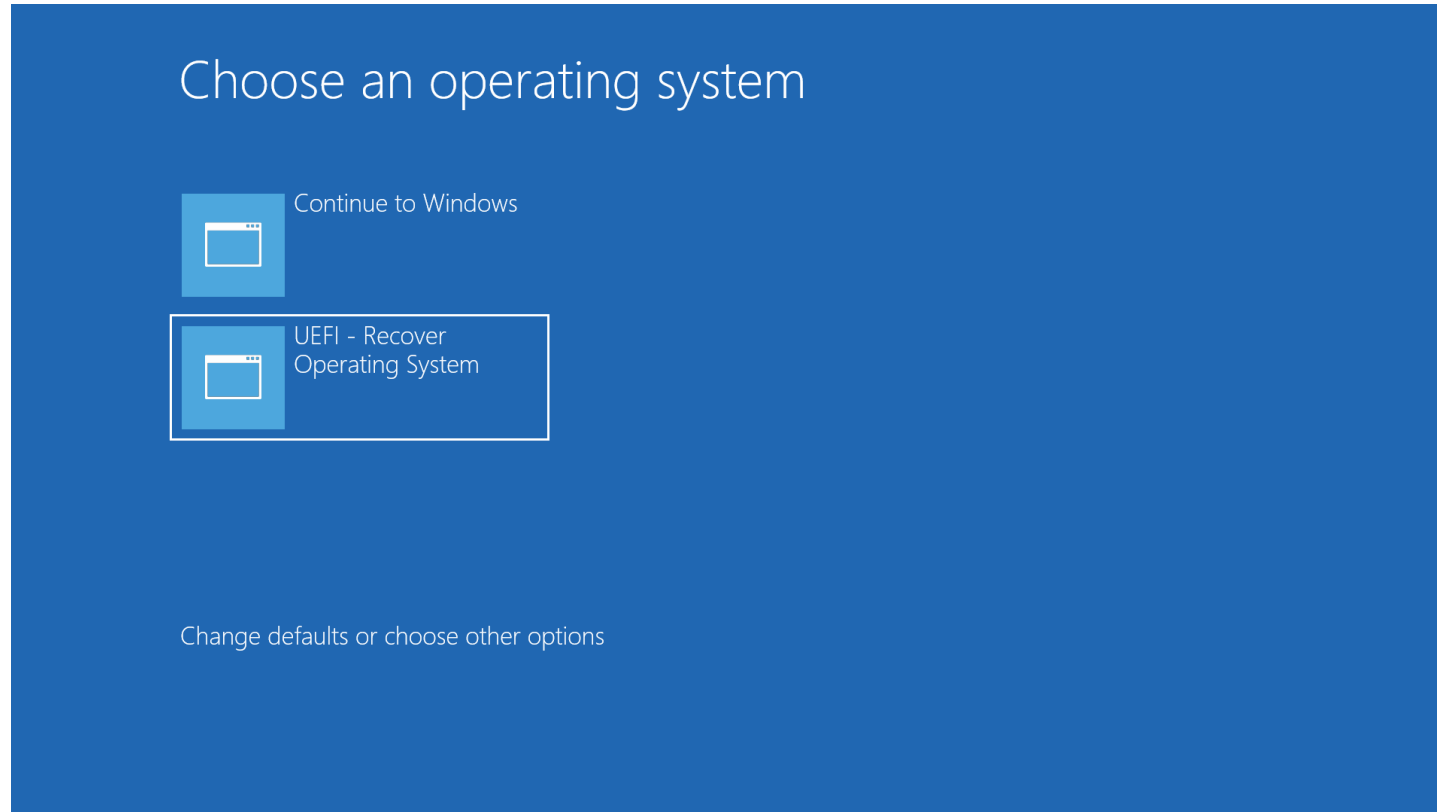 Choose an operating system
Continue to Windows
UEFI - Recover
Operating System
Change defaults or choose other options